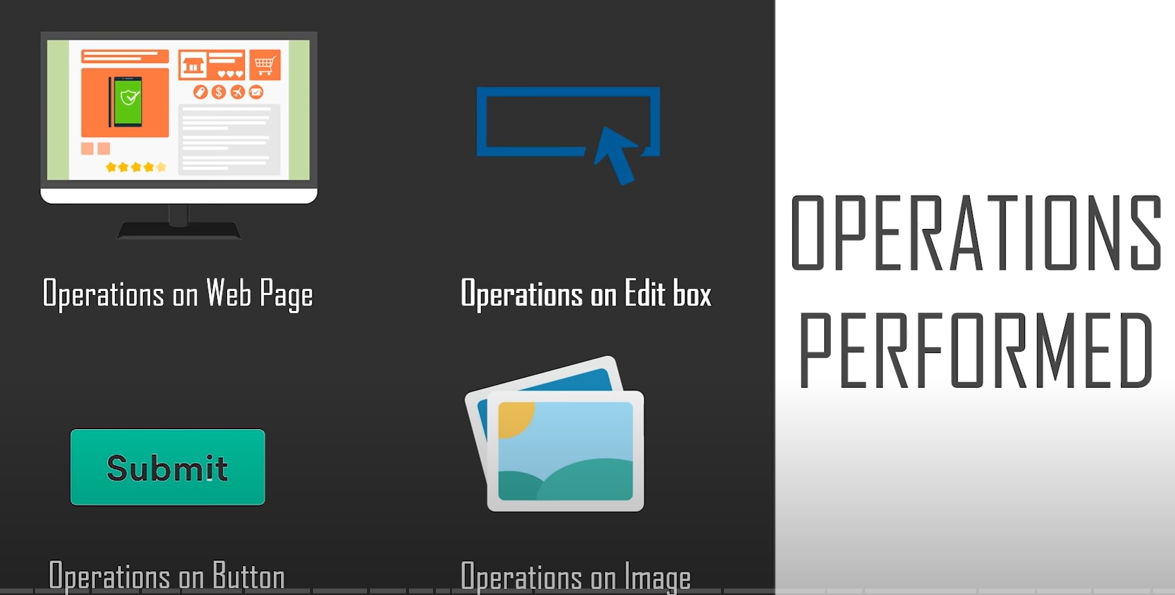 Operations on Web Page
Operations on Edit box
Submit
Operations on Button
Operations on Image
OPERATIONS
PERFORMED